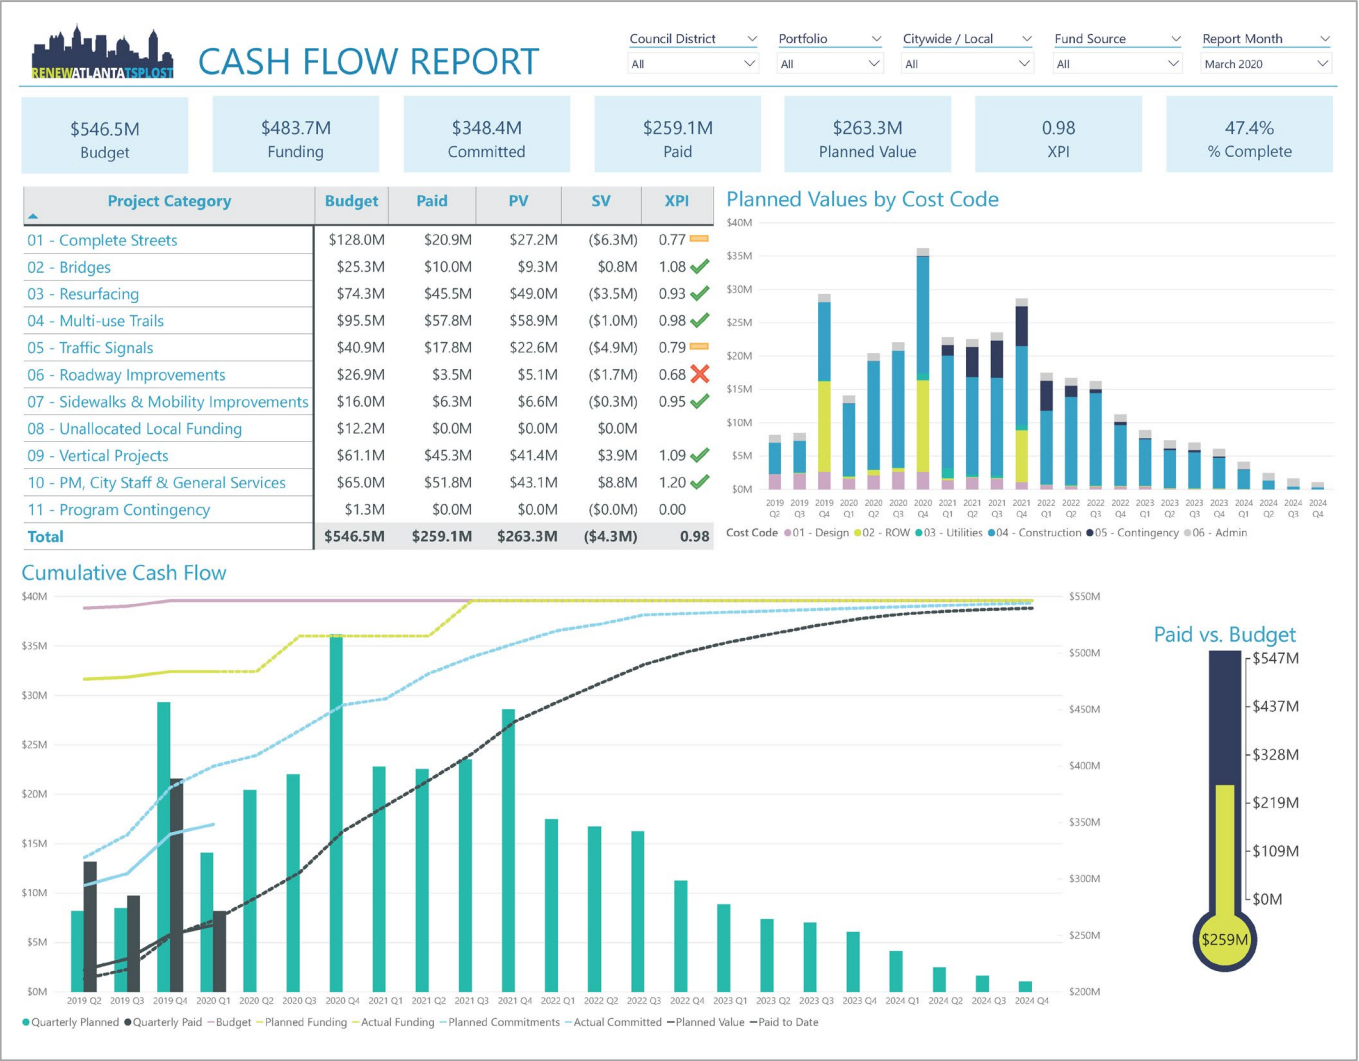 RENEWATLANTATSPLOST
CASH FLOW REPORT
Council District
All
Portfolio
All
Citywide / Local
All
Fund Source
All
Report Month
March 2020
$546.5M
Budget
$483.7M
Funding
$348.4M
Committed
$259.1M
Paid
$263.3M
Planned Value
0.98
XPI
47.4%
% Complete
Project Category Budget Paid PV SV XPI
01 - Complete Streets $128.0M $20.9M $27.2M ($6.3M) 0.77
02 - Bridges $25.3M $10.0M $9.3M $0.8M 1.08
03 - Resurfacing $74.3M $45.5M $49.0M ($3.5M) 0.93
04 - Multi-use Trails $95.5M $57.8M $58.9M ($1.0M) 0.98
05 - Traffic Signals $40.9M $17.8M $22.6M ($4.9M) 0.79
06 - Roadway Improvements $26.9M $3.5M $5.1M ($1.7M) 0.68
07 - Sidewalks & Mobility Improvements $16.0M $6.3M $6.6M ($0.3M) 0.95
08 - Unallocated Local Funding $12.2M $0.0M $0.0M $0.0M
09 - Vertical Projects $61.1M $45.3M $41.4M $3.9M 1.09
10 - PM, City Staff & General Services $65.0M $51.8M $43.1M $8.8M 1.20
11 - Program Contingency $1.3M $0.0M $0.0M ($0.0M) 0.00
Total $546.5M $259.1M $263.3M ($4.3M) 0.98
Planned Values by Cost Code
$40M
$35M
$30M
$25M
$20M
$15M
$10M
$5M
$0M
2019 2019 2019 2020 2020 2020 2020 2021 2021 2021 2021 2022 2022 2022 2022 2023 2023 2023 2023 2024 2024 2024 2024
Q2 Q3 Q4 Q1 Q2 Q3 Q4 Q1 Q2 Q3 Q4 Q1 Q2 Q3 Q4 Q1 Q2 Q3 Q4 Q1 Q2 Q3 Q4
Cost Code 01 - Design 02 - ROW 03 - Utilities 04 - Construction 05 - Contingency 06 - Admin
Cumulative Cash Flow
$40M
$35M
$30M
$25M
$20M
$15M
$10M
$5M
$0M
$550M
$500M
$450M
$400M
$350M
$300M
$250M
$200M
2019 Q2 2019 Q3 2019 Q4 2020 Q1 2020 Q2 2020 Q3 2020 Q4 2021 Q1 2021 Q2 2021 Q3 2021 Q4 2022 Q1 2022 Q2 2022 Q3 2022 Q4 2023 Q1 2023 Q2 2023 Q3 2023 Q4 2024 Q1 2024 Q2 2024 Q3 2024 Q4
Quarterly Planned Quarterly Paid Budget Planned Funding Actual Funding Planned Commitments Actual Committed Planned Value Paid to Date
Paid vs. Budget
$547M
$437M
$328M
$219M
$109M
$0M
$259M